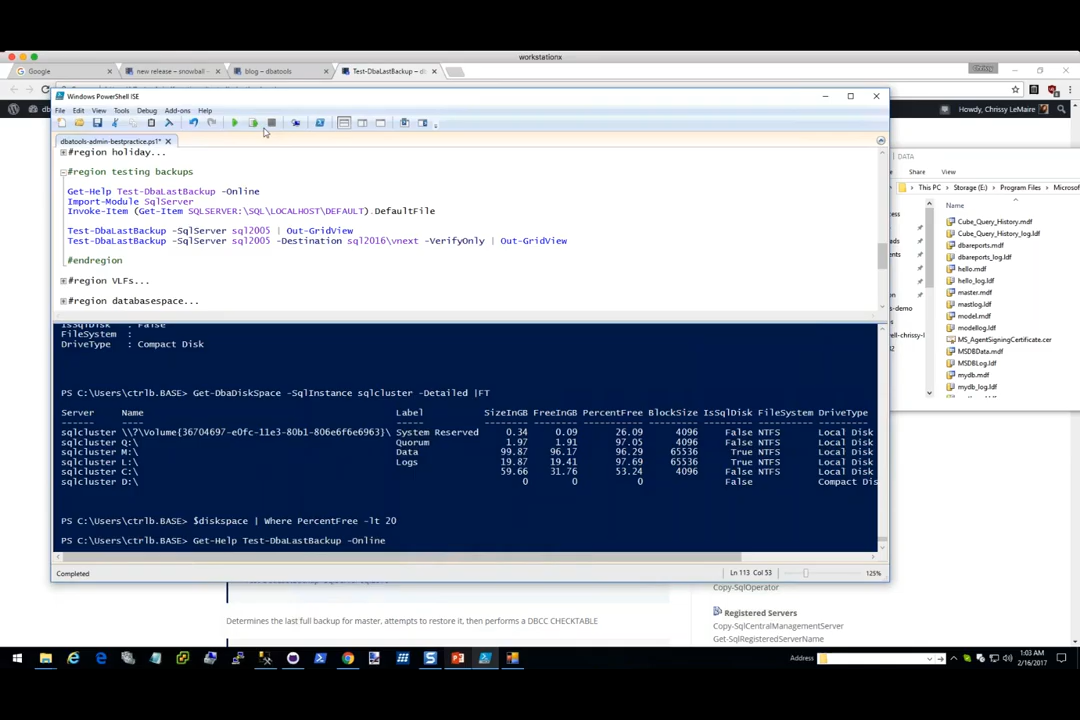 workstationx
Google
new release – snowball –
blog – dbatools
Test-DbaLastBackup – db
Chrissy
Howdy, Chrissy LeMaire
Windows PowerShell ISE
File Edit View Tools Debug Add-ons Help
dbatools-admin-bestpractice.ps1*
#region holiday...
#region testing backups
Get-Help Test-DbaLastBackup -Online
Import-Module SqlServer
Invoke-Item (Get-Item SQLSERVER:\SQL\LOCALHOST\DEFAULT).DefaultFile
Test-DbaLastBackup -SqlServer sql2005 | Out-GridView
Test-DbaLastBackup -SqlServer sql2005 -Destination sql2016\vnext -VerifyOnly | Out-GridView
#endregion
#region VLFs...
#region databasespace...
IsSqlDisk : False
FileSystem :
DriveType : Compact Disk
PS C:\Users\ctrlb.BASE> Get-DbaDiskSpace -SqlInstance sqlcluster -Detailed |FT
Server Name Label SizeInGB FreeInGB PercentFree BlockSize IsSqlDisk FileSystem DriveType
------ ---- ----- -------- -------- ----------- --------- --------- ---------- ---------
sqlcluster \\?\Volume{36704697-e0fc-11e3-80b1-806e6f6e6963}\ System Reserved 0.34 0.09 26.09 4096 False NTFS Local Disk
sqlcluster Q:\ Quorum 1.97 1.91 97.05 4096 False NTFS Local Disk
sqlcluster M:\ Data 99.87 96.17 96.29 65536 True NTFS Local Disk
sqlcluster L:\ Logs 19.87 19.41 97.69 65536 True NTFS Local Disk
sqlcluster C:\ 59.66 31.76 53.24 4096 False NTFS Local Disk
sqlcluster D:\ 0 0 0 False Compact Dis
PS C:\Users\ctrlb.BASE> $diskspace | Where PercentFree -lt 20
PS C:\Users\ctrlb.BASE> Get-Help Test-DbaLastBackup -Online
Completed
Ln 113 Col 53
125%
DATA
Share View
This PC Storage (E:) Program Files Microsof
Name
Cube_Query_History.mdf
Cube_Query_History_log.ldf
dbareports.mdf
dbareports_log.ldf
hello.mdf
hello_log.ldf
master.mdf
mastlog.ldf
model.mdf
modellog.ldf
MS_AgentSigningCertificate.cer
MSDBData.mdf
MSDBLog.ldf
mydb.mdf
mydb_log.ldf
s-demo
ell-chrissy-l
Determines the last full backup for master, attempts to restore it, then performs a DBCC CHECKTABLE
Copy-SqlOperator
Registered Servers
Copy-SqlCentralManagementServer
Get-SqlRegisteredServerName
Address
1:03 AM
2/16/2017